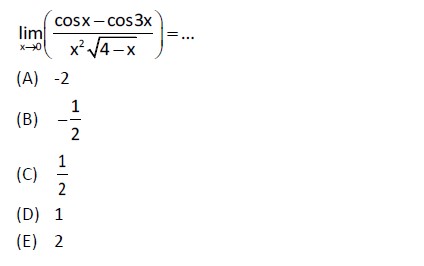 lim x→0 ( (cosx – cos3x) / (x² √(4 – x)) ) = ...
(A) -2
(B) –1/2
(C) 1/2
(D) 1
(E) 2